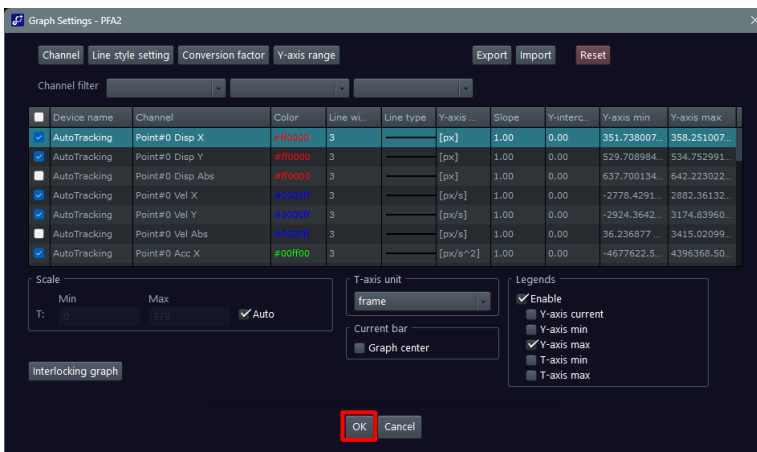 Graph Settings - PFA2
Channel Line style setting Conversion factor Y-axis range Export Import Reset
Channel filter
Device name Channel Color Line wi... Line type Y-axis ... Slope Y-interc... Y-axis min Y-axis max
AutoTracking Point#0 Disp X #ff0000 3 [px] 1.00 0.00 351.738007... 358.251007...
AutoTracking Point#0 Disp Y #ff0000 3 [px] 1.00 0.00 529.708984... 534.752991...
AutoTracking Point#0 Disp Abs #ff0000 3 [px] 1.00 0.00 637.700134... 642.223022...
AutoTracking Point#0 Vel X #0000ff 3 [px/s] 1.00 0.00 -2778.4291... 2882.36132...
AutoTracking Point#0 Vel Y #0000ff 3 [px/s] 1.00 0.00 -2924.3642... 3174.83960...
AutoTracking Point#0 Vel Abs #0000ff 3 [px/s] 1.00 0.00 36.236877 ... 3415.02099...
AutoTracking Point#0 Acc X #00ff00 3 [px/s^2] 1.00 0.00 -4677622.5... 4396368.50...
Scale T-axis unit Legends
Min Max frame Enable
T: 0 376 Auto Y-axis current
Current bar Y-axis min
Graph center Y-axis max
T-axis min
Interlocking graph T-axis max
OK Cancel